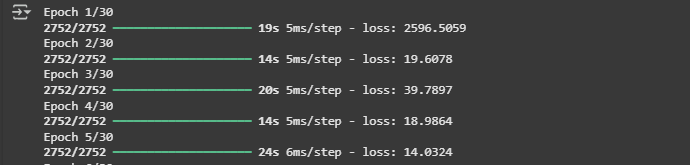 Epoch 1/30
2752/2752 ━━━━━━━━━━━━━━━━━━━━ 19s 5ms/step - loss: 2596.5059
Epoch 2/30
2752/2752 ━━━━━━━━━━━━━━━━━━━━ 14s 5ms/step - loss: 19.6078
Epoch 3/30
2752/2752 ━━━━━━━━━━━━━━━━━━━━ 20s 5ms/step - loss: 39.7897
Epoch 4/30
2752/2752 ━━━━━━━━━━━━━━━━━━━━ 14s 5ms/step - loss: 18.9864
Epoch 5/30
2752/2752 ━━━━━━━━━━━━━━━━━━━━ 24s 6ms/step - loss: 14.0324